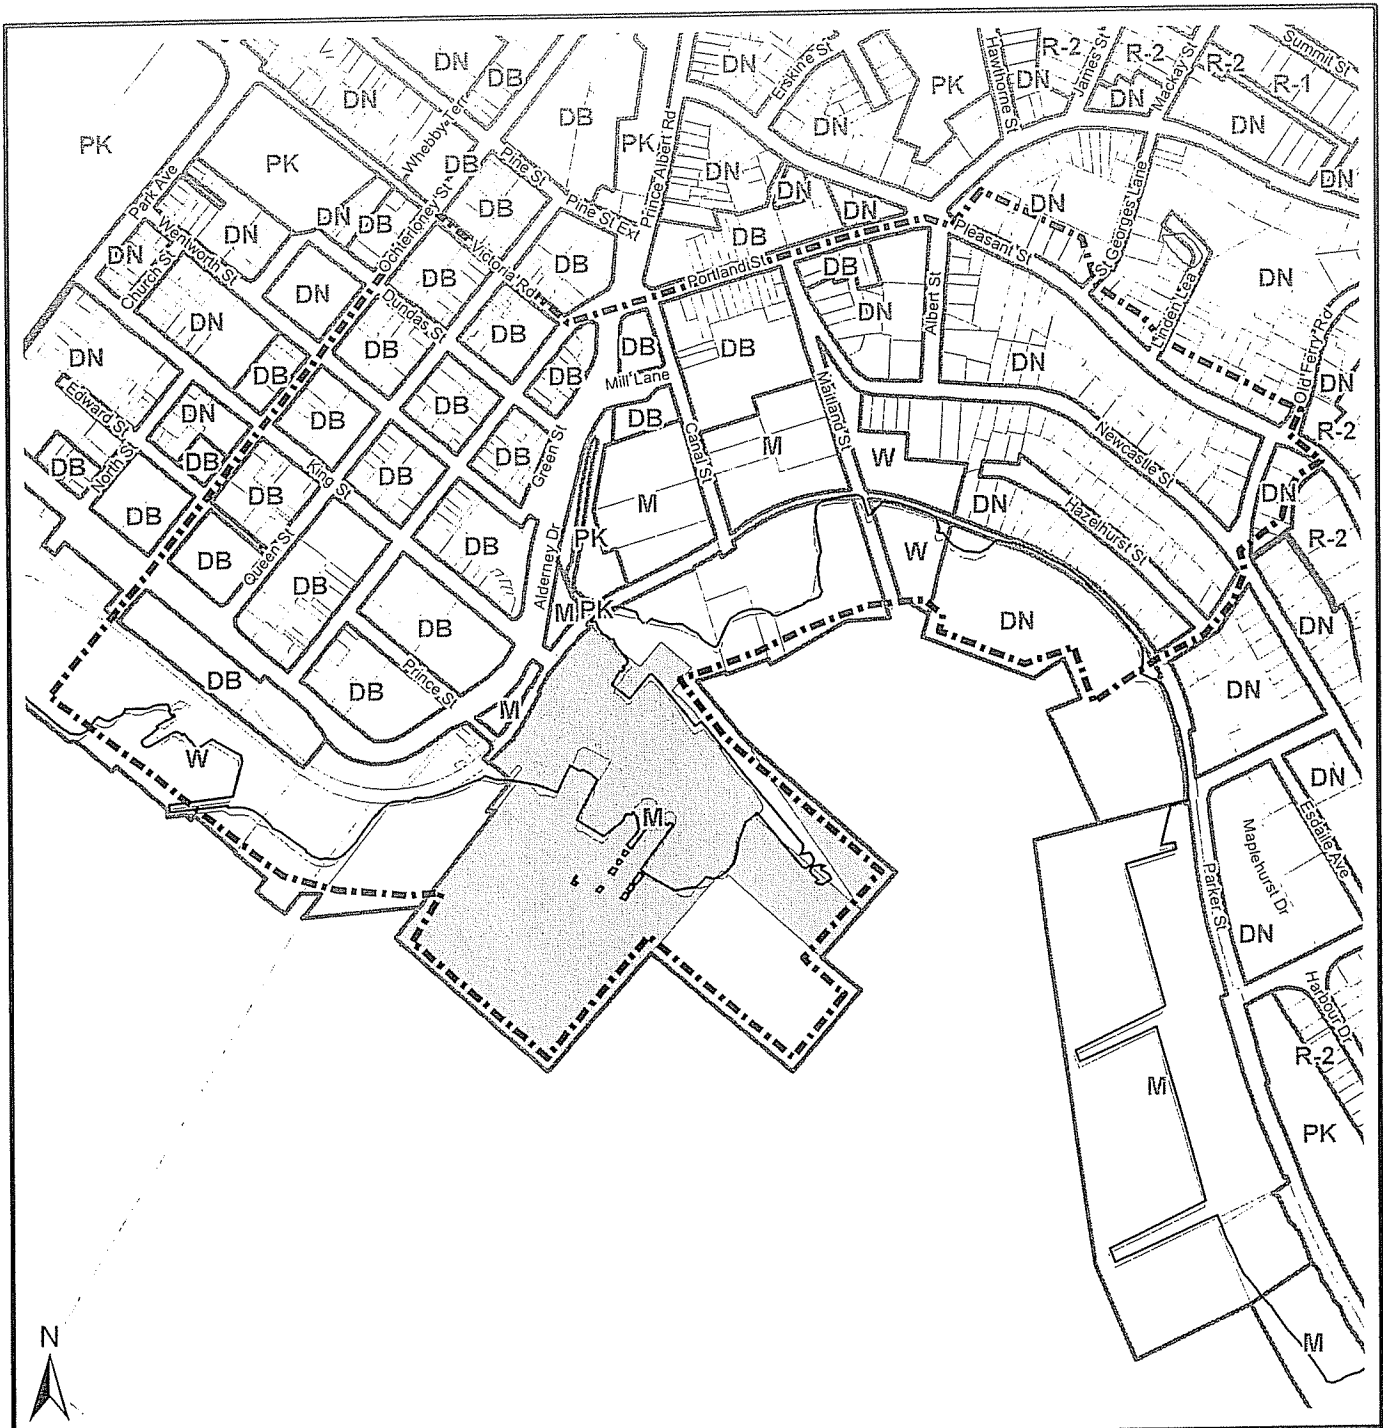 DN
DB
DN
Erskine St
Hawthorne St
R-2
James St
R-2
Mackay St
R-2
Summit St
DN
PK
DN
R-1
DN
DB
PK
Prince Albert Rd
DN
DN
DN
PK
PK
Whebby Terr
DB
Pine St
DN
DN
DN
Park Ave
DN
DB
Ochterloney St
DB
Pine St Ext
DN
DN
St Georges Lane
Wentworth St
DN
Victoria Rd
DB
Pleasant St
DN
Church St
DN
DB
DB
Portland St
DB
Linden Lea
DN
Dundas St
DB
DB
DN
Albert St
Old Ferry Rd
DN
DN
DB
DB
DB
DB
DN
DN
DB
Mill Lane
Edward St
DN
DB
DB
DB
Canal St
M
Maitland St
Newcastle St
R-2
DB
North St
DB
King St
DB
DB
Green St
W
DB
DB
M
DN
Hazelhurst St
DN
DB
Queen St
DB
Alderney Dr
PK
W
R-2
DB
M
PK
DN
DN
DB
DB
DB
Prince St
M
DN
W
M
DN
Maplehurst Dr
Esdaile Ave
Parker St
DN
Harbour Dr
R-2
M
PK
N
M